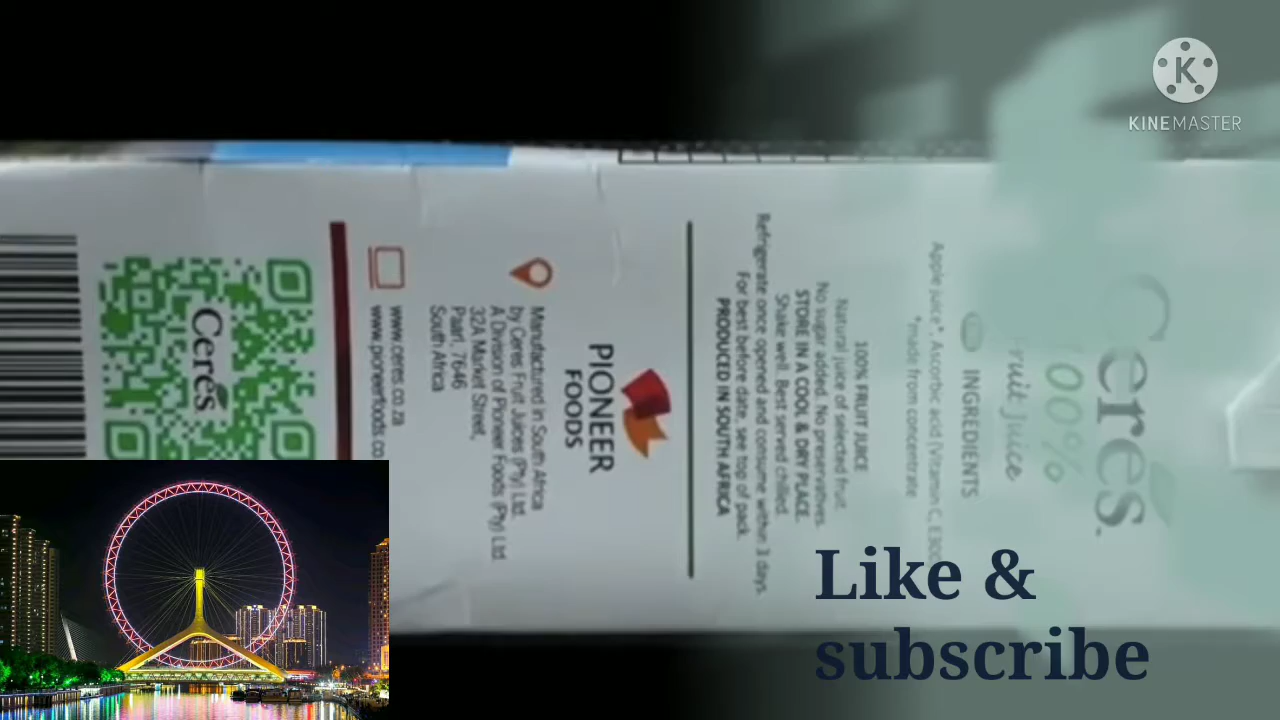 KINEMASTER
Ceres.
100%
INGREDIENTS
Apple juice*, Ascorbic acid (Vitamin C, E300
*made from concentrate
100% FRUIT JUICE
Natural juice of selected fruit.
No sugar added. No preservatives.
STORE IN A COOL & DRY PLACE.
Shake well. Best served chilled.
Refrigerate once opened and consume within 3 days.
For best before date, see top of pack.
PRODUCED IN SOUTH AFRICA
PIONEER
FOODS
Manufactured in South Africa
by Ceres Fruit Juices (Pty) Ltd.
A Division of Pioneer Foods (Pty) Ltd.
32A Market Street,
Paarl, 7646
South Africa
www.ceres.co.za
www.pioneerfoods.co
Ceres
Like &
subscribe